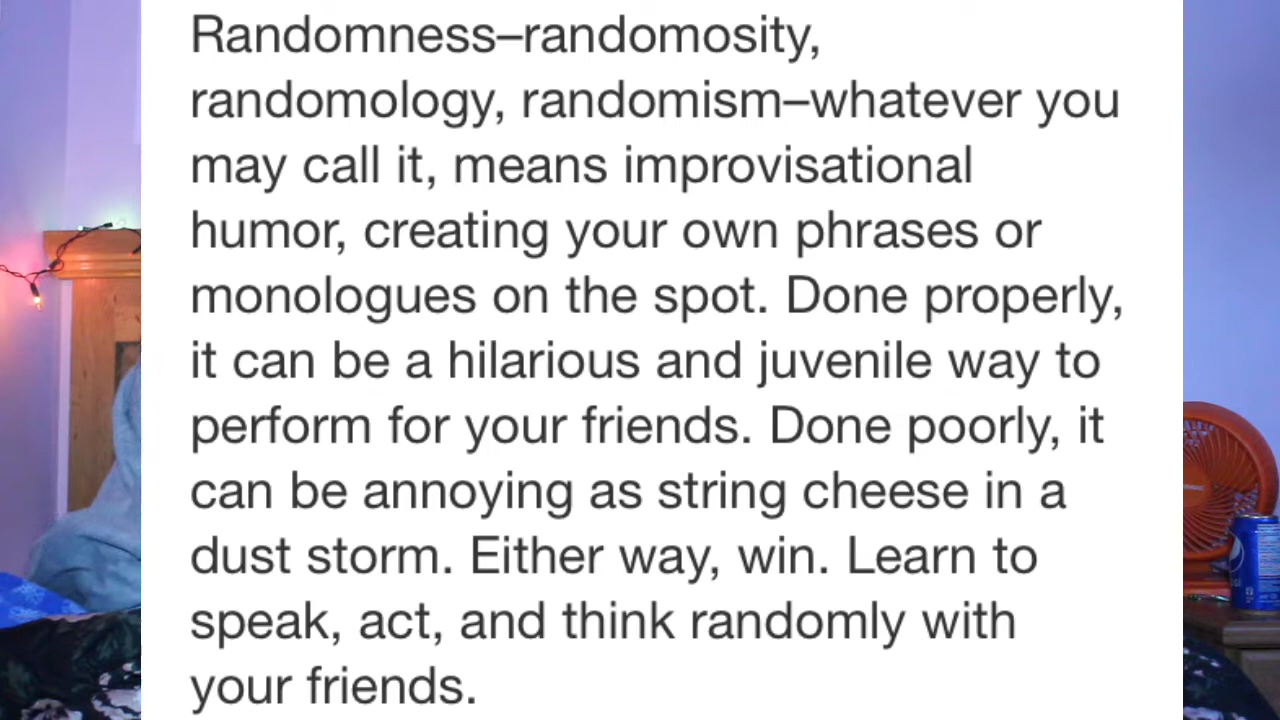 Randomness–randomosity,
randomology, randomism–whatever you
may call it, means improvisational
humor, creating your own phrases or
monologues on the spot. Done properly,
it can be a hilarious and juvenile way to
perform for your friends. Done poorly, it
can be annoying as string cheese in a
dust storm. Either way, win. Learn to
speak, act, and think randomly with
your friends.